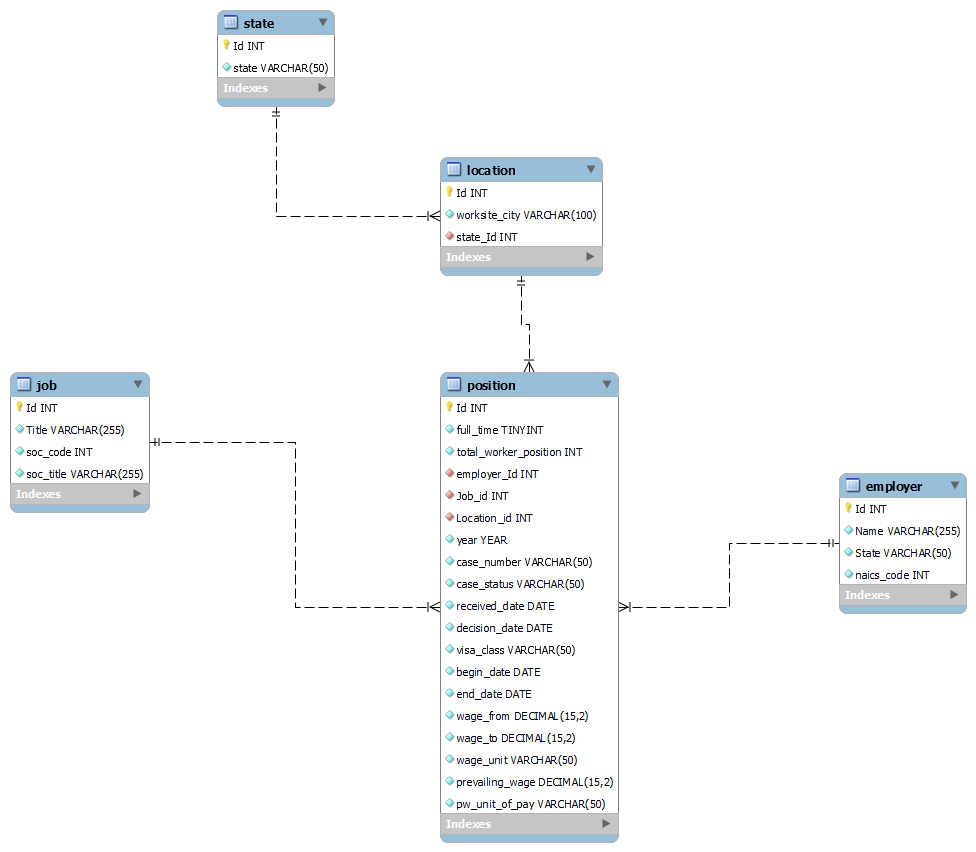 state
Id INT
state VARCHAR(50)
Indexes
location
Id INT
worksite_city VARCHAR(100)
state_Id INT
Indexes
job
Id INT
Title VARCHAR(255)
soc_code INT
soc_title VARCHAR(255)
Indexes
position
Id INT
full_time TINYINT
total_worker_position INT
employer_Id INT
Job_id INT
Location_id INT
year YEAR
case_number VARCHAR(50)
case_status VARCHAR(50)
received_date DATE
decision_date DATE
visa_class VARCHAR(50)
begin_date DATE
end_date DATE
wage_from DECIMAL(15,2)
wage_to DECIMAL(15,2)
wage_unit VARCHAR(50)
prevailing_wage DECIMAL(15,2)
pw_unit_of_pay VARCHAR(50)
Indexes
employer
Id INT
Name VARCHAR(255)
State VARCHAR(50)
naics_code INT
Indexes